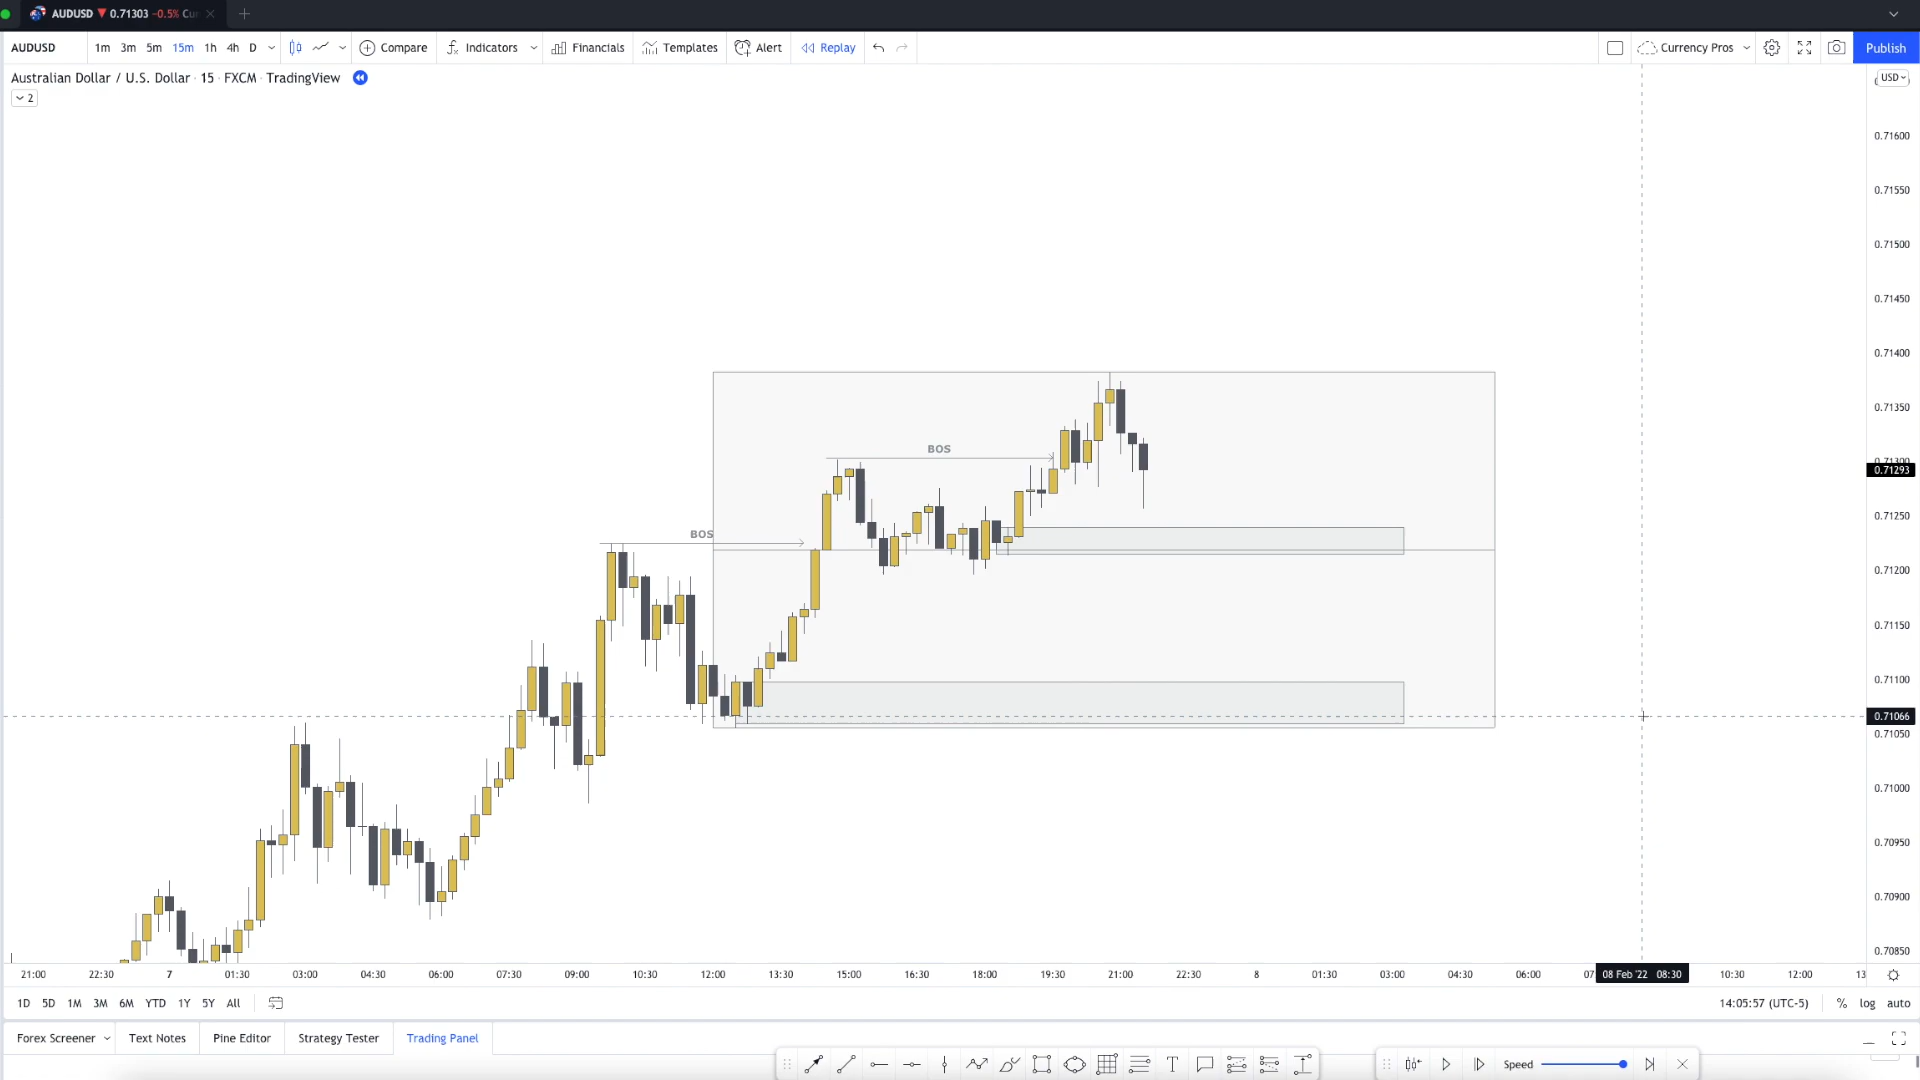 AUDUSD ▼ 0.71303 −0.5% Cu
AUDUSD 1m 3m 5m 15m 1h 4h D Compare Indicators Financials Templates Alert Replay Currency Pros Publish
Australian Dollar / U.S. Dollar · 15 · FXCM · TradingView
USD
2
0.71600
0.71550
0.71500
0.71450
0.71400
0.71350
BOS
0.71300
0.71293
0.71250
BOS
0.71200
0.71150
0.71100
0.71066
0.71050
0.71000
0.70950
0.70900
0.70850
21:00 22:30 7 01:30 03:00 04:30 06:00 07:30 09:00 10:30 12:00 13:30 15:00 16:30 18:00 19:30 21:00 22:30 8 01:30 03:00 04:30 06:00 07 08 Feb '22 08:30 10:30 12:00 13
1D 5D 1M 3M 6M YTD 1Y 5Y All 14:05:57 (UTC-5) % log auto
Forex Screener Text Notes Pine Editor Strategy Tester Trading Panel
Speed